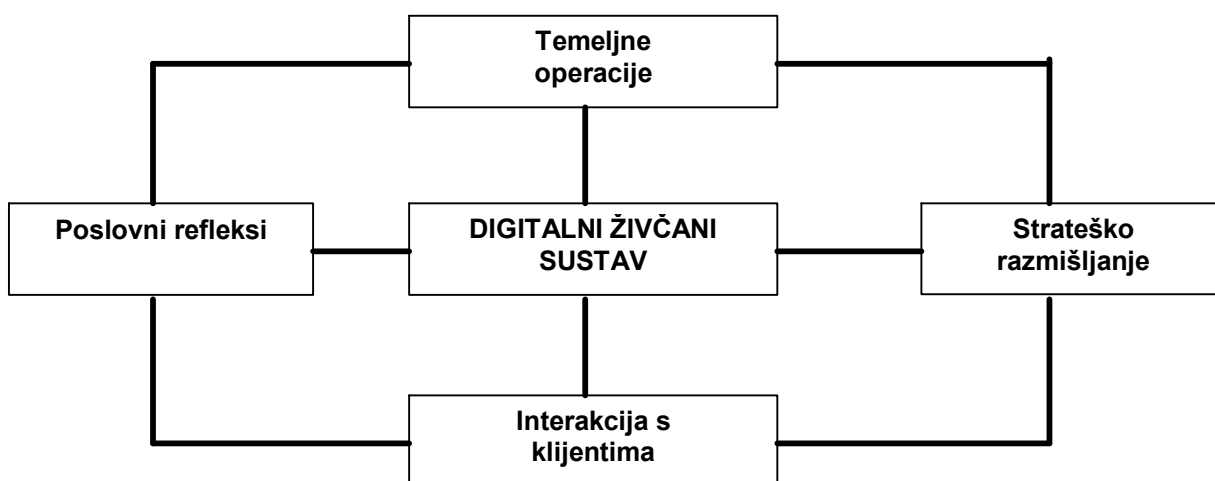 Temeljne
operacije
Poslovni refleksi
DIGITALNI ŽIVČANI
SUSTAV
Strateško
razmišljanje
Interakcija s
klijentima